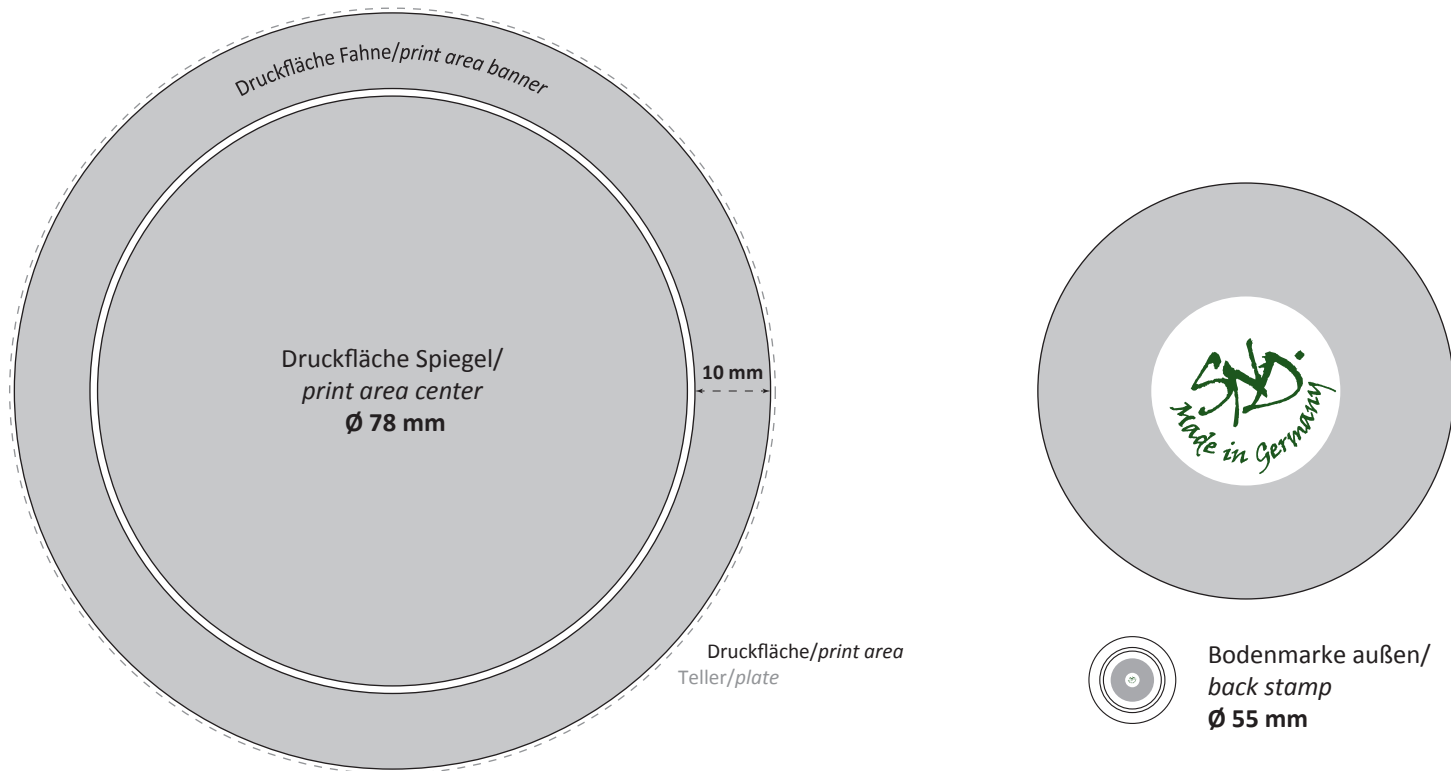 Druckfläche Fahne/print area banner
Druckfläche Spiegel/
print area center
Ø 78 mm
10 mm
Druckfläche/print area
Teller/plate
SND.
Made in Germany
Bodenmarke außen/
back stamp
Ø 55 mm